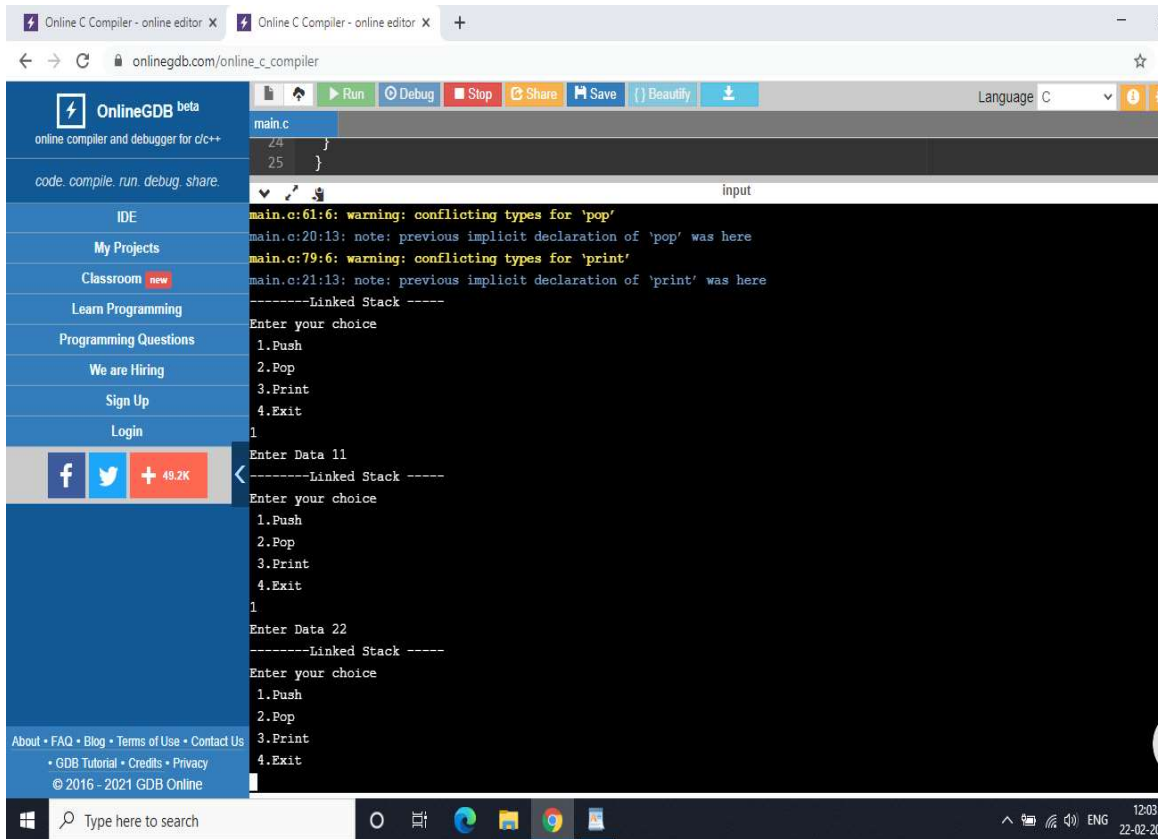 Online C Compiler - online editor x Online C Compiler - online editor x +
onlinegdb.com/online_c_compiler
OnlineGDB beta
online compiler and debugger for c/c++
code. compile. run. debug. share.
IDE
My Projects
Classroom new
Learn Programming
Programming Questions
We are Hiring
Sign Up
Login
f + 49.2K
About • FAQ • Blog • Terms of Use • Contact Us
• GDB Tutorial • Credits • Privacy
© 2016 - 2021 GDB Online
Run Debug Stop Share Save {} Beautify Language C
main.c
24 }
25 }
input
main.c:61:6: warning: conflicting types for ‘pop’
main.c:20:13: note: previous implicit declaration of ‘pop’ was here
main.c:79:6: warning: conflicting types for ‘print’
main.c:21:13: note: previous implicit declaration of ‘print’ was here
--------Linked Stack -----
Enter your choice
1.Push
2.Pop
3.Print
4.Exit
1
Enter Data 11
--------Linked Stack -----
Enter your choice
1.Push
2.Pop
3.Print
4.Exit
1
Enter Data 22
--------Linked Stack -----
Enter your choice
1.Push
2.Pop
3.Print
4.Exit
Type here to search
ENG
12:03
22-02-20